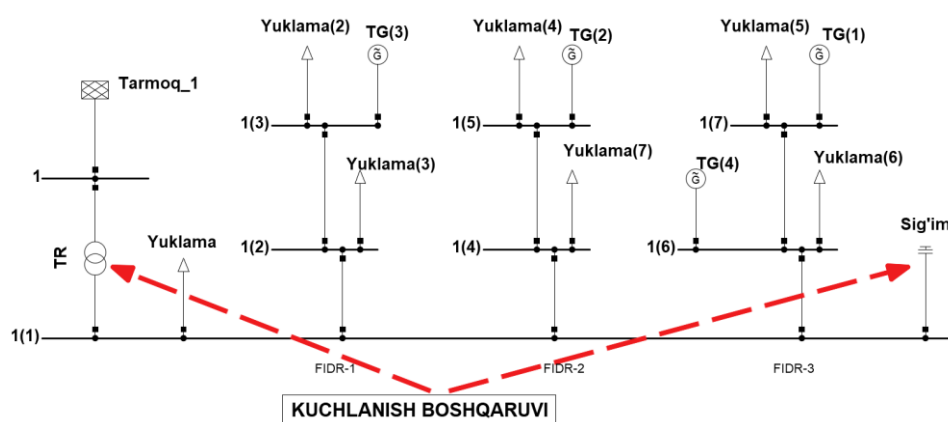 Yuklama(2)
TG(3)
Yuklama(4)
TG(2)
Yuklama(5)
TG(1)
G̃
G̃
G̃
Tarmoq_1
1(3)
1(5)
1(7)
Yuklama(3)
Yuklama(7)
TG(4)
Yuklama(6)
G̃
1
Yuklama
Sig'im
TR
1(2)
1(4)
1(6)
1(1)
FIDR-1
FIDR-2
FIDR-3
KUCHLANISH BOSHQARUVI